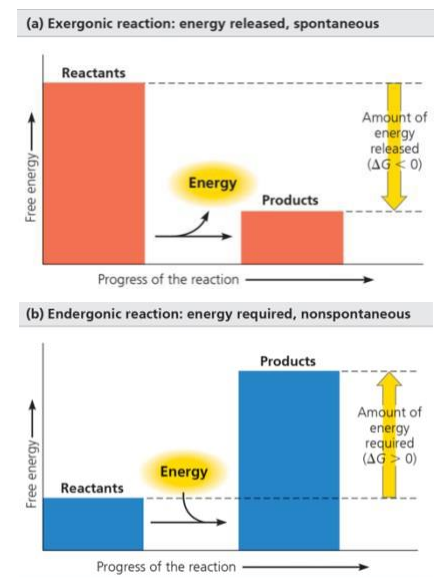 (a) Exergonic reaction: energy released, spontaneous
Reactants
Amount of
energy
released
(ΔG < 0)
Energy
Products
Free energy
Progress of the reaction
(b) Endergonic reaction: energy required, nonspontaneous
Products
Amount of
energy
required
(ΔG > 0)
Energy
Reactants
Free energy
Progress of the reaction